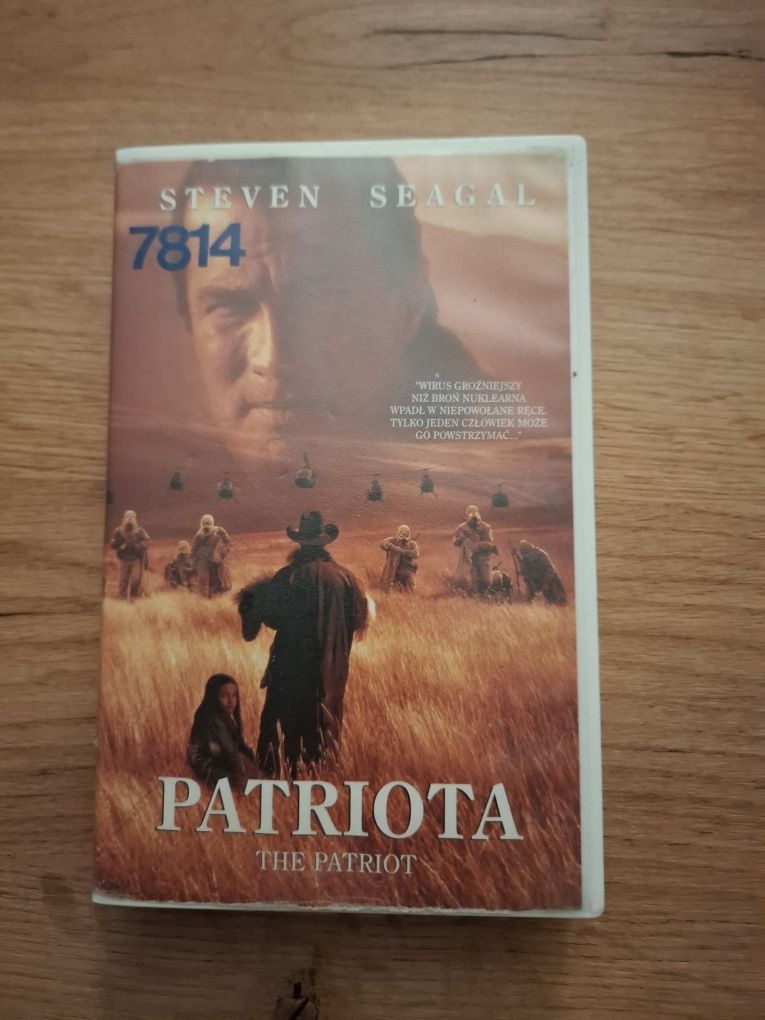 STEVEN SEAGAL
7814
"WIRUS GROŹNIEJSZY
NIŻ BROŃ NUKLEARNA
WPADŁ W NIEPOWOŁANE RĘCE.
TYLKO JEDEN CZŁOWIEK MOŻE
GO POWSTRZYMAĆ..."
PATRIOTA
THE PATRIOT